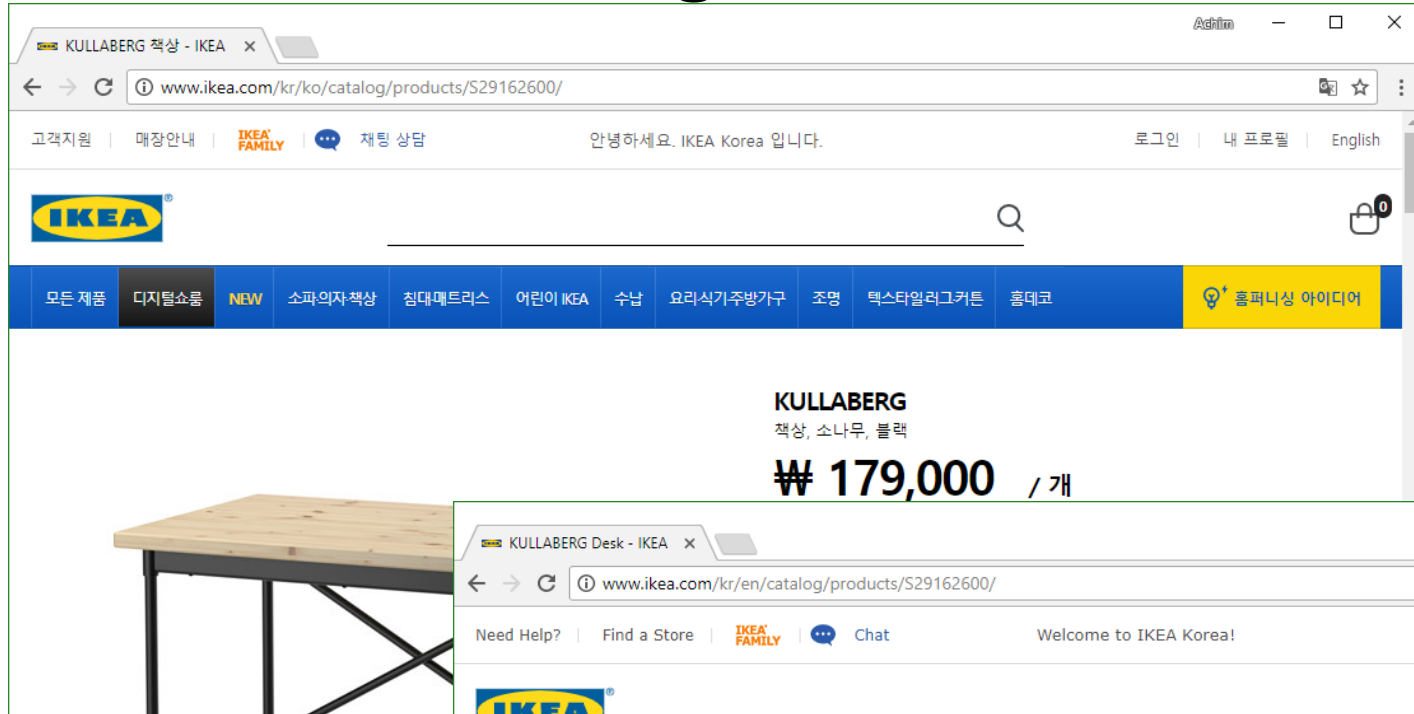 Achim
KULLABERG 책상 - IKEA
www.ikea.com/kr/ko/catalog/products/S29162600/
고객지원 매장안내 IKEA FAMILY 채팅 상담 안녕하세요. IKEA Korea 입니다. 로그인 내 프로필 English
IKEA ® 0
모든 제품 디지털쇼룸 NEW 소파·의자·책상 침대·매트리스 어린이 IKEA 수납 요리·식기·주방가구 조명 텍스타일·러그·커튼 홈데코 홈퍼니싱 아이디어
KULLABERG
책상, 소나무, 블랙
₩ 179,000 / 개
KULLABERG Desk - IKEA
www.ikea.com/kr/en/catalog/products/S29162600/
Need Help? Find a Store IKEA FAMILY Chat Welcome to IKEA Korea!
IKEA ®